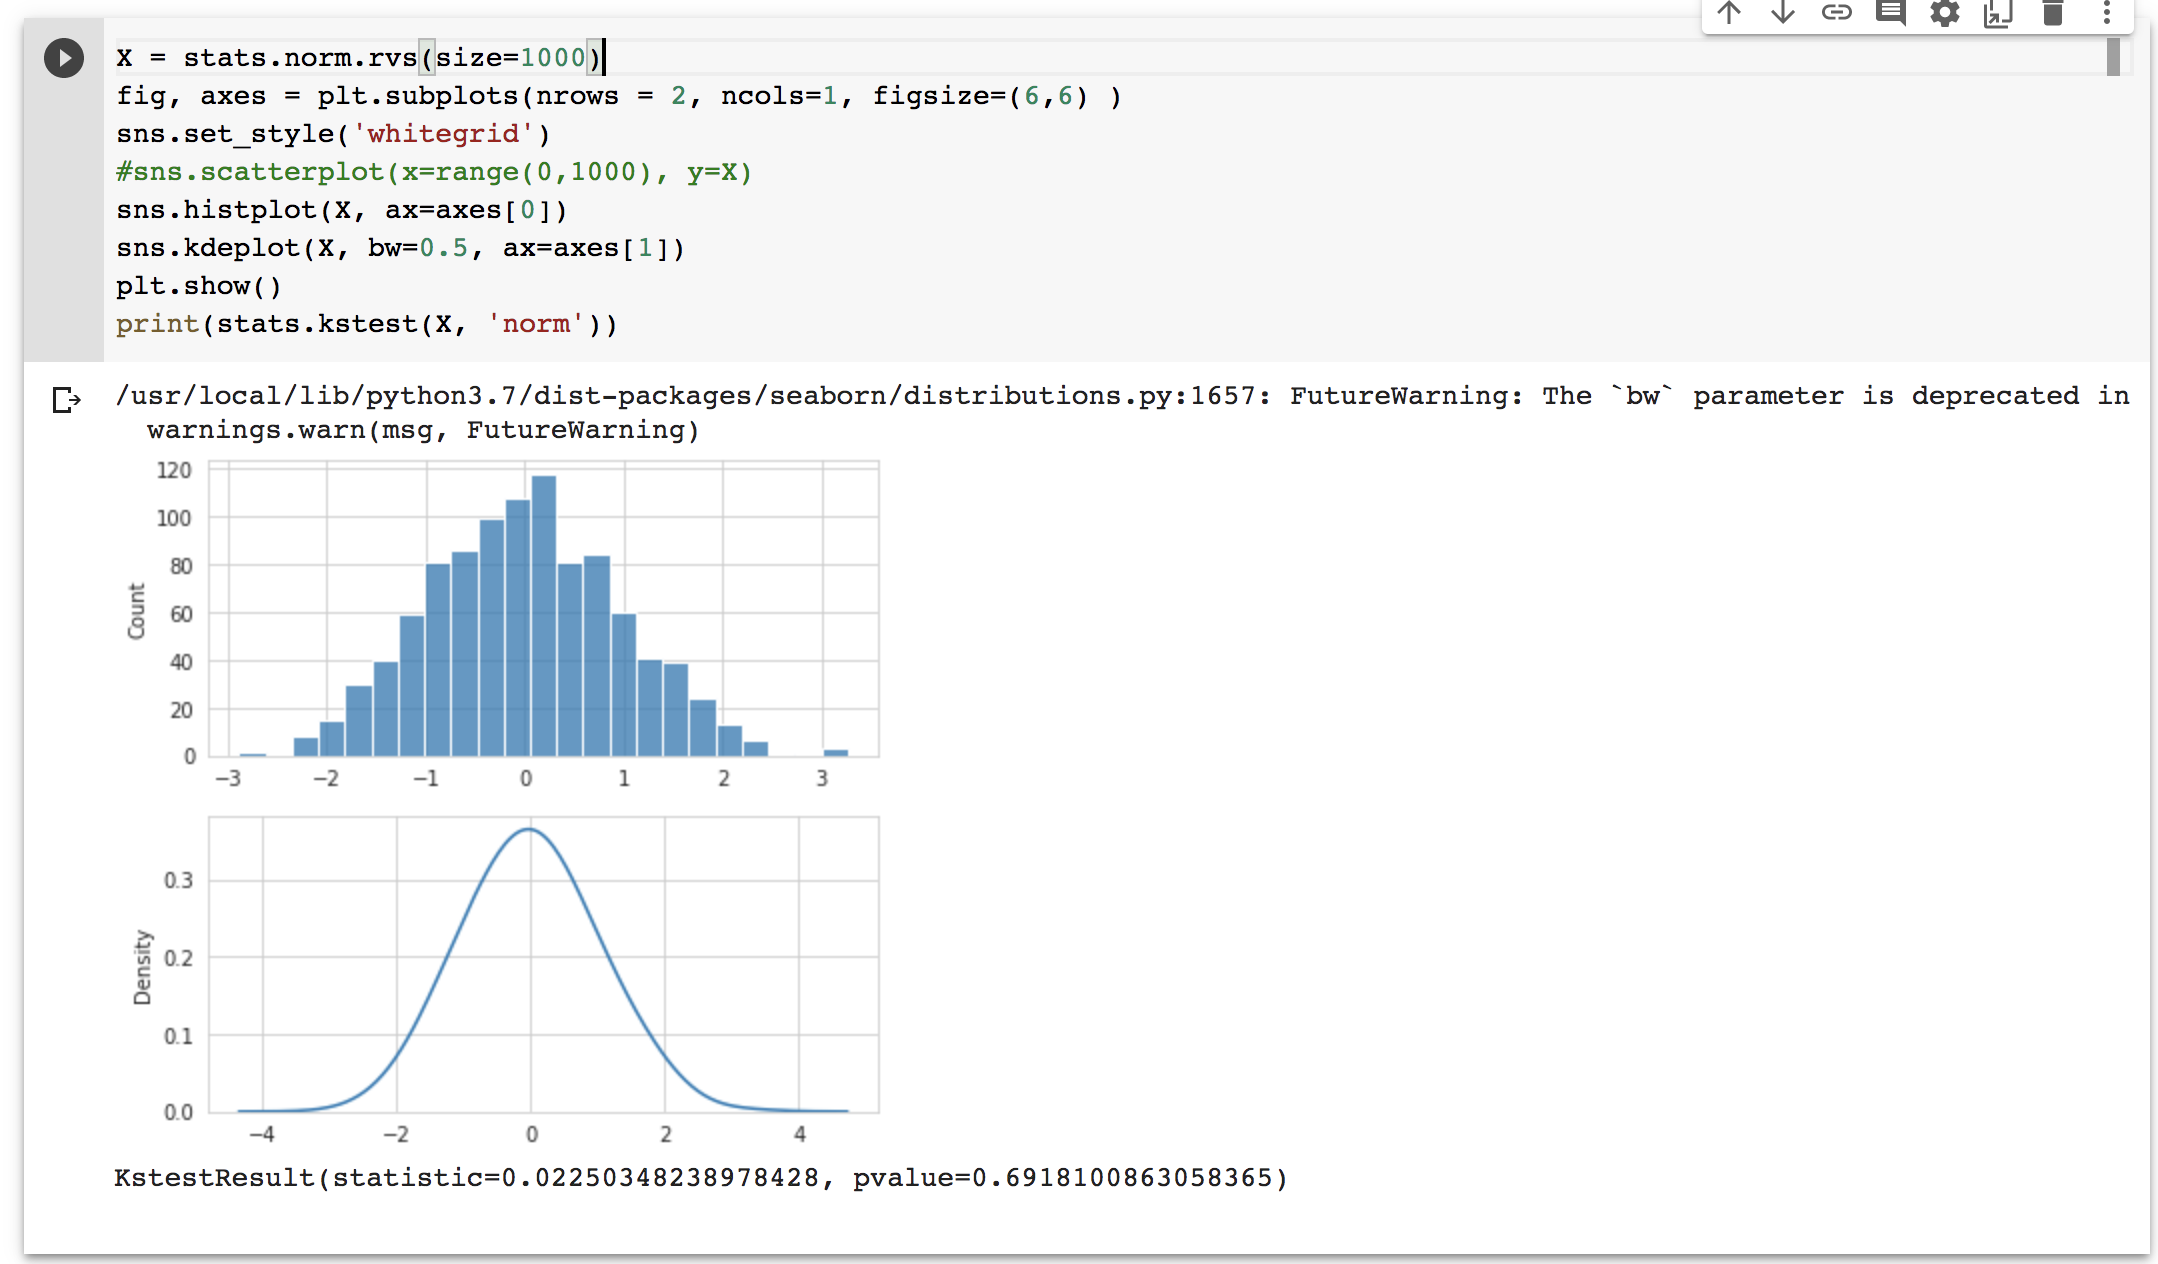 X = stats.norm.rvs(size=1000)
fig, axes = plt.subplots(nrows = 2, ncols=1, figsize=(6,6) )
sns.set_style('whitegrid')
#sns.scatterplot(x=range(0,1000), y=X)
sns.histplot(X, ax=axes[0])
sns.kdeplot(X, bw=0.5, ax=axes[1])
plt.show()
print(stats.kstest(X, 'norm'))
/usr/local/lib/python3.7/dist-packages/seaborn/distributions.py:1657: FutureWarning: The `bw` parameter is deprecated in
warnings.warn(msg, FutureWarning)
120
100
80
60
40
20
0
Count
−3 −2 −1 0 1 2 3
0.3
0.2
0.1
0.0
Density
−4 −2 0 2 4
KstestResult(statistic=0.02250348238978428, pvalue=0.6918100863058365)